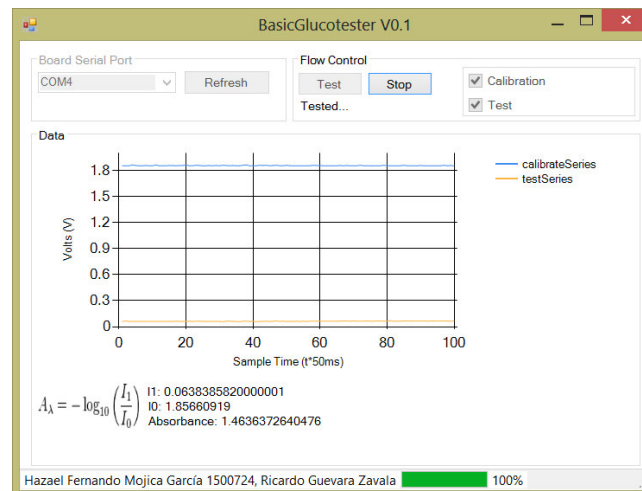 BasicGlucotester V0.1
Board Serial Port
COM4
Refresh
Flow Control
Test
Stop
Tested...
Calibration
Test
Data
calibrateSeries
testSeries
1.8
1.5
1.2
0.9
0.6
0.3
0
Volts (V)
0 20 40 60 80 100
Sample Time (t*50ms)
A_λ = −log₁₀(I₁/I₀)
I1: 0.0638385820000001
I0: 1.85660919
Absorbance: 1.4636372640476
Hazael Fernando Mojica García 1500724, Ricardo Guevara Zavala
100%